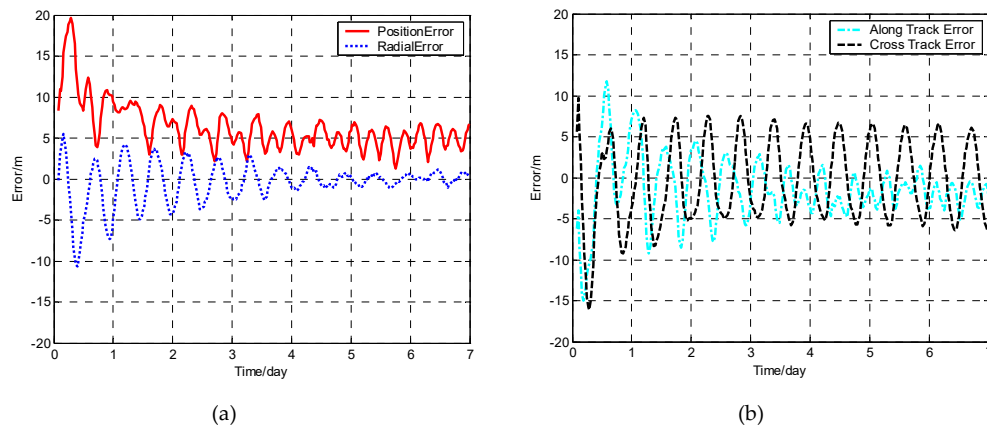 20
15
10
5
0
-5
-10
-15
-20
Error/m
0 1 2 3 4 5 6 7
Time/day
PositionError
RadialError
(a)
20
15
10
5
0
-5
-10
-15
-20
Error/m
0 1 2 3 4 5 6 7
Time/day
Along Track Error
Cross Track Error
(b)